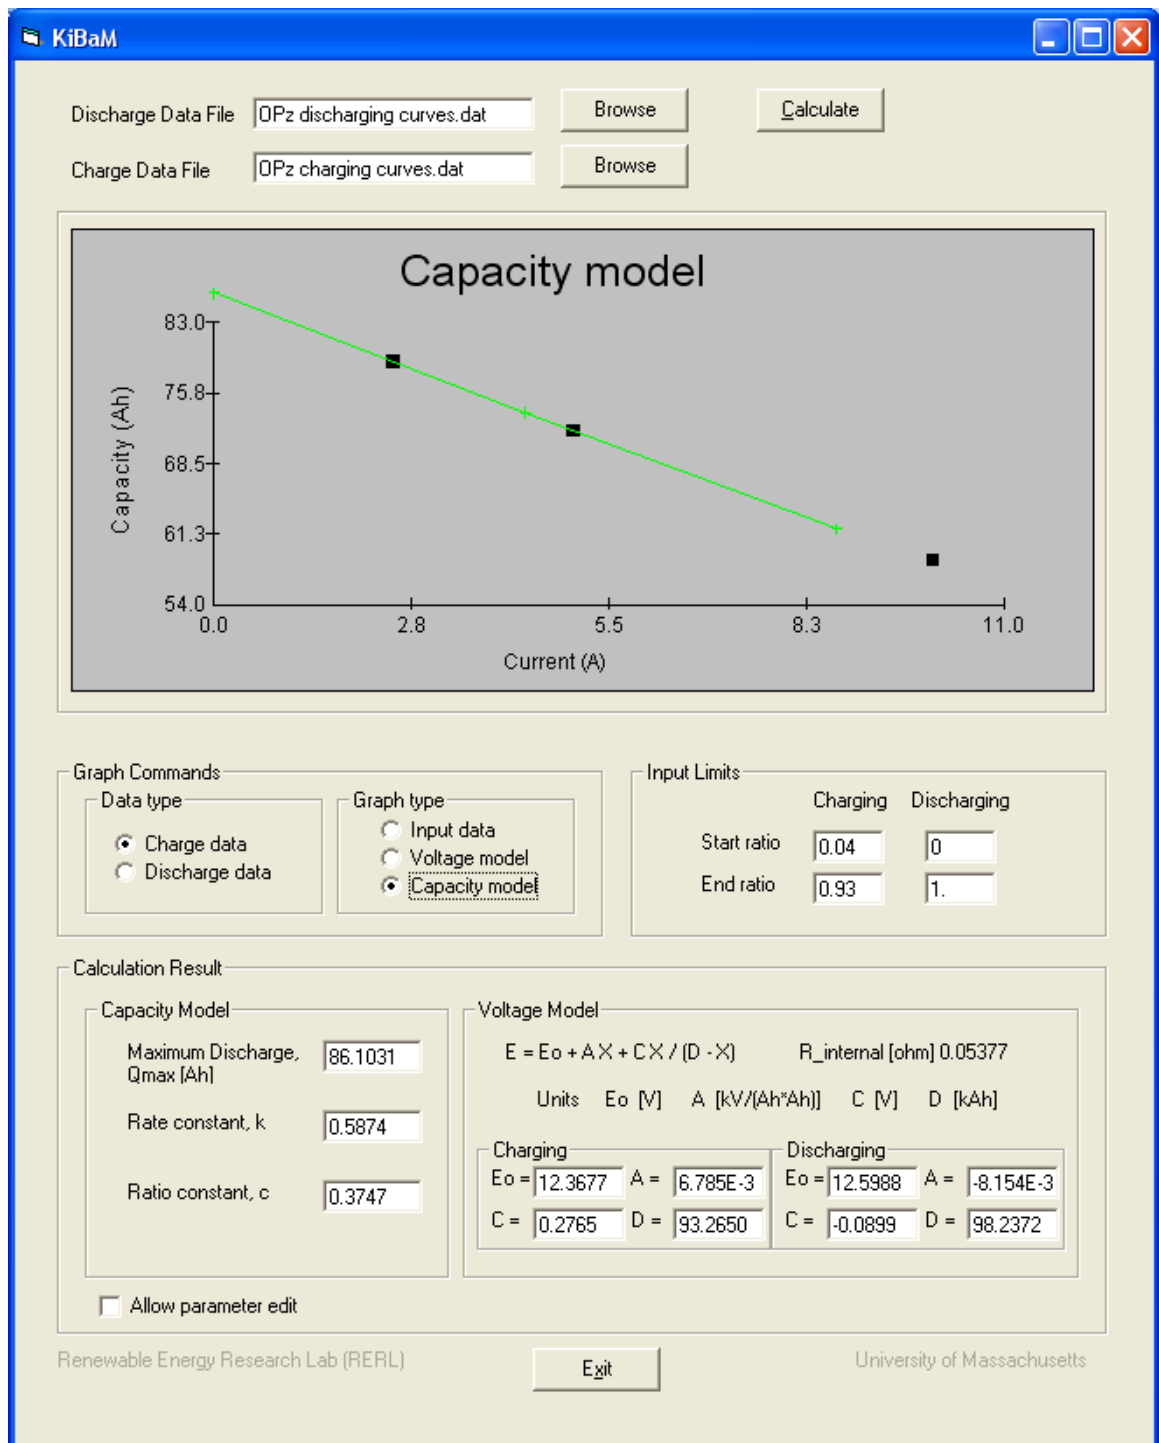 KiBaM
Discharge Data File OPz discharging curves.dat Browse Calculate
Charge Data File OPz charging curves.dat Browse
Capacity model
83.0
75.8
68.5
61.3
54.0
Capacity (Ah)
0.0 2.8 5.5 8.3 11.0
Current (A)
Graph Commands
Data type
Charge data
Discharge data
Graph type
Input data
Voltage model
Capacity model
Input Limits
Charging Discharging
Start ratio 0.04 0
End ratio 0.93 1.
Calculation Result
Capacity Model
Maximum Discharge, 86.1031
Qmax [Ah]
Rate constant, k 0.5874
Ratio constant, c 0.3747
Voltage Model
E = Eo + A X + C X / (D - X) R_internal [ohm] 0.05377
Units Eo [V] A [kV/(Ah*Ah)] C [V] D [kAh]
Charging
Eo = 12.3677 A = 6.785E-3
C = 0.2765 D = 93.2650
Discharging
Eo = 12.5988 A = -8.154E-3
C = -0.0899 D = 98.2372
Allow parameter edit
Renewable Energy Research Lab (RERL) Exit University of Massachusetts